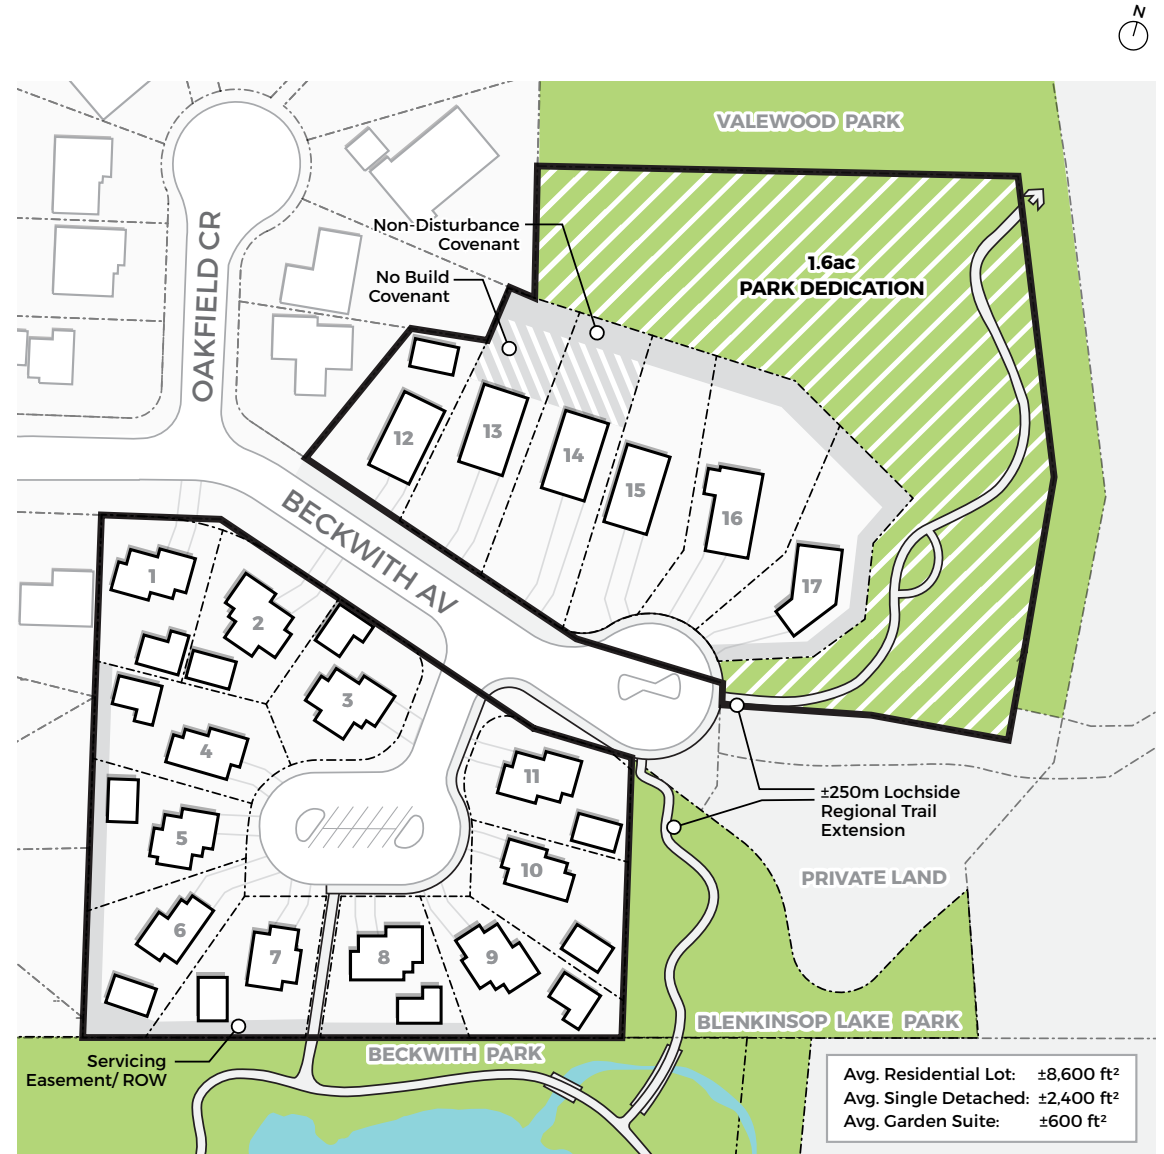 N
VALEWOOD PARK
OAKFIELD CR
Non-Disturbance
Covenant
No Build
Covenant
1.6ac
PARK DEDICATION
12
13
14
15
16
17
BECKWITH AV
1
2
3
4
5
6
7
8
9
10
11
±250m Lochside
Regional Trail
Extension
PRIVATE LAND
BLENKINSOP LAKE PARK
BECKWITH PARK
Servicing
Easement/ ROW
Avg. Residential Lot: ±8,600 ft²
Avg. Single Detached: ±2,400 ft²
Avg. Garden Suite: ±600 ft²